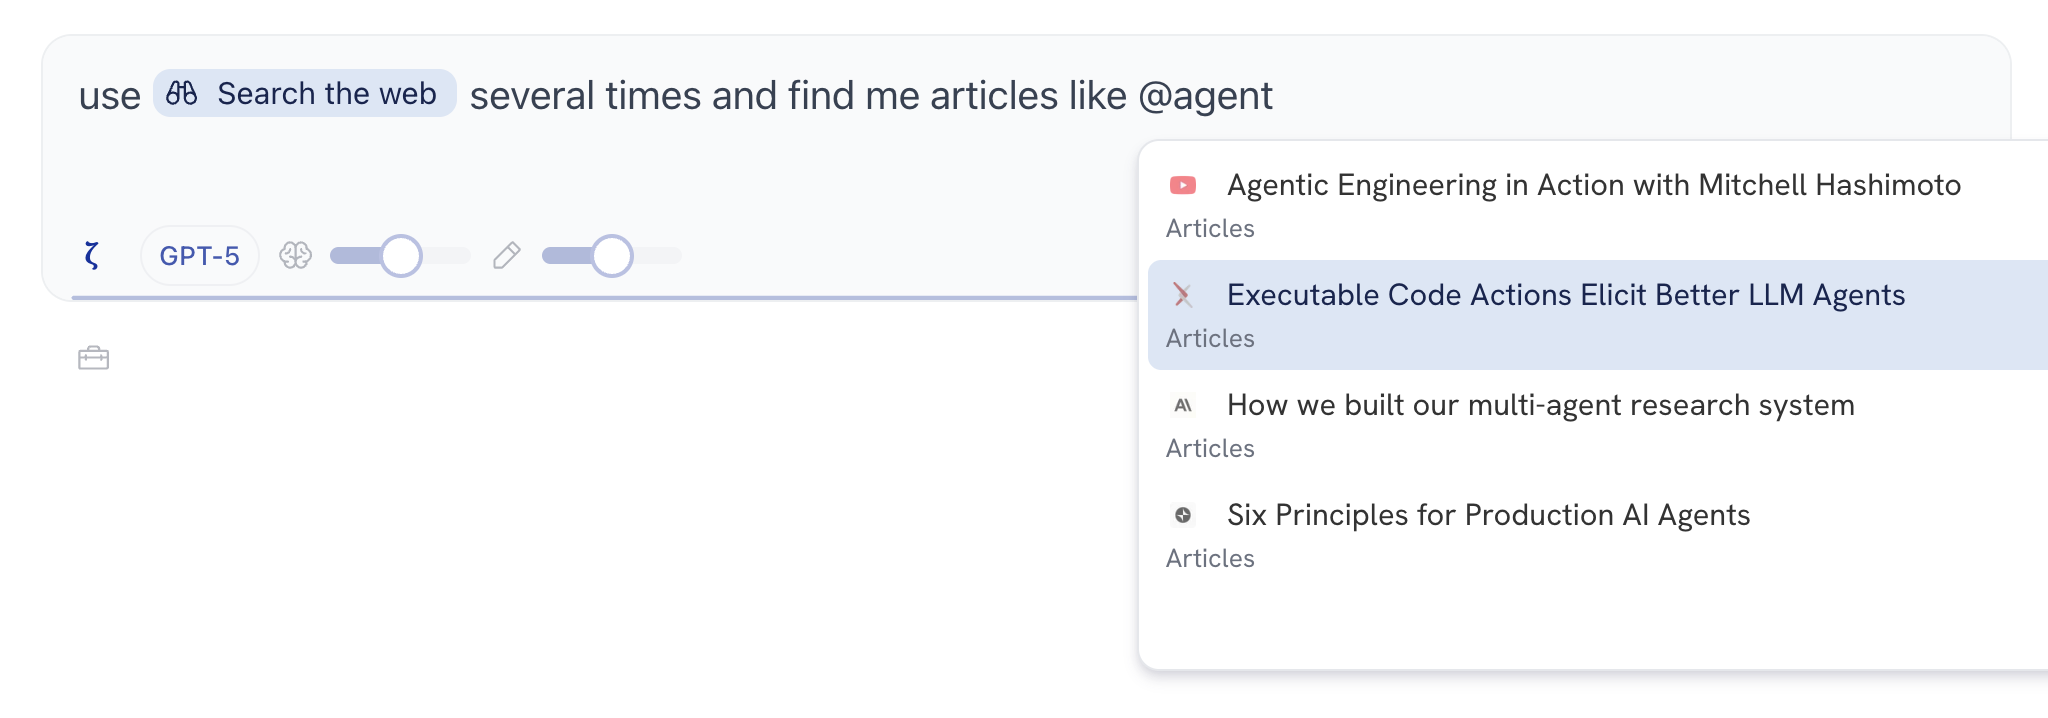 use Search the web several times and find me articles like @agent
Agentic Engineering in Action with Mitchell Hashimoto
Articles
ζ GPT-5
Executable Code Actions Elicit Better LLM Agents
Articles
How we built our multi-agent research system
Articles
Six Principles for Production AI Agents
Articles